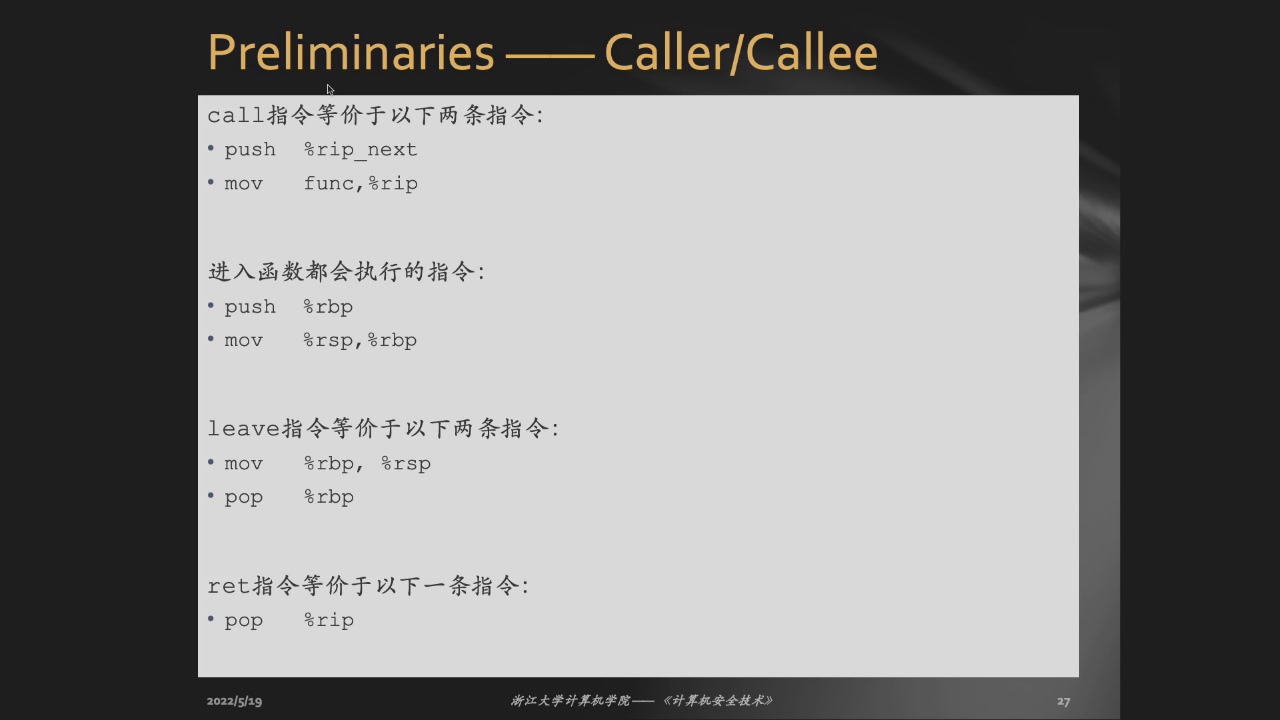 Preliminaries —— Caller/Callee
call指令等价于以下两条指令:
• push %rip_next
• mov func,%rip
进入函数都会执行的指令:
• push %rbp
• mov %rsp,%rbp
leave指令等价于以下两条指令:
• mov %rbp, %rsp
• pop %rbp
ret指令等价于以下一条指令:
• pop %rip
2022/5/19 浙江大学计算机学院——《计算机安全技术》 27